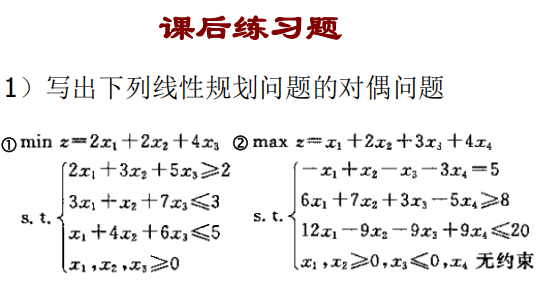 课后练习题
1）写出下列线性规划问题的对偶问题
① min z=2x₁+2x₂+4x₃
s.t. { 2x₁+3x₂+5x₃≥2
3x₁+x₂+7x₃≤3
x₁+4x₂+6x₃≤5
x₁,x₂,x₃≥0
② max z=x₁+2x₂+3x₃+4x₄
s.t. { -x₁+x₂-x₃-3x₄=5
6x₁+7x₂+3x₃-5x₄≥8
12x₁-9x₂-9x₃+9x₄≤20
x₁,x₂≥0,x₃≤0,x₄ 无约束